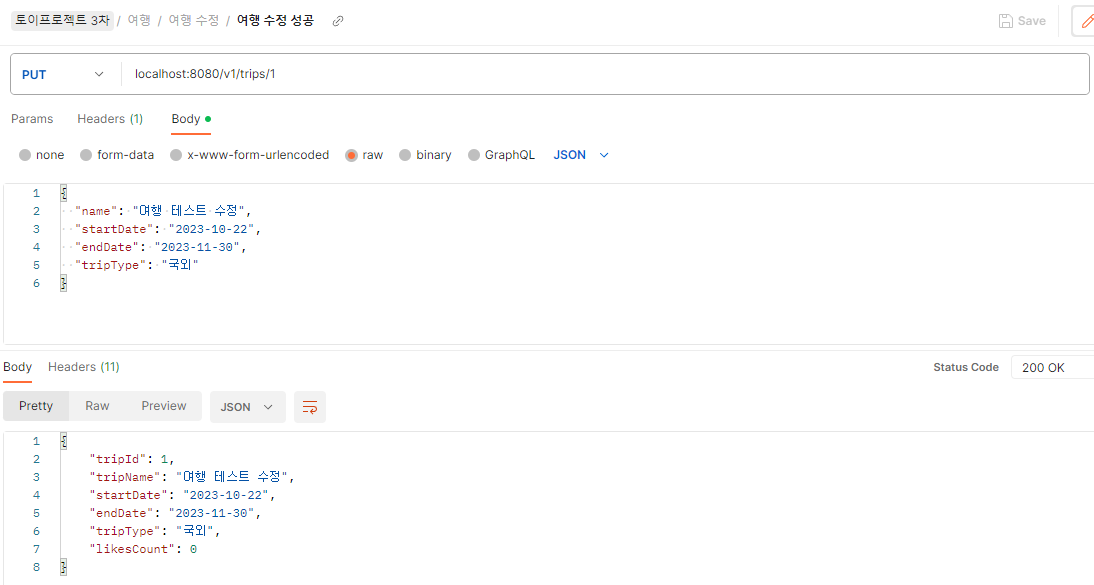 토이프로젝트 3차 / 여행 / 여행 수정 / 여행 수정 성공 Save
PUT localhost:8080/v1/trips/1
Params Headers (1) Body
none form-data x-www-form-urlencoded raw binary GraphQL JSON
1 {
2 "name": "여행 테스트 수정",
3 "startDate": "2023-10-22",
4 "endDate": "2023-11-30",
5 "tripType": "국외"
6 }
Body Headers (11) Status Code 200 OK
Pretty Raw Preview JSON
1 {
2 "tripId": 1,
3 "tripName": "여행 테스트 수정",
4 "startDate": "2023-10-22",
5 "endDate": "2023-11-30",
6 "tripType": "국외",
7 "likesCount": 0
8 }